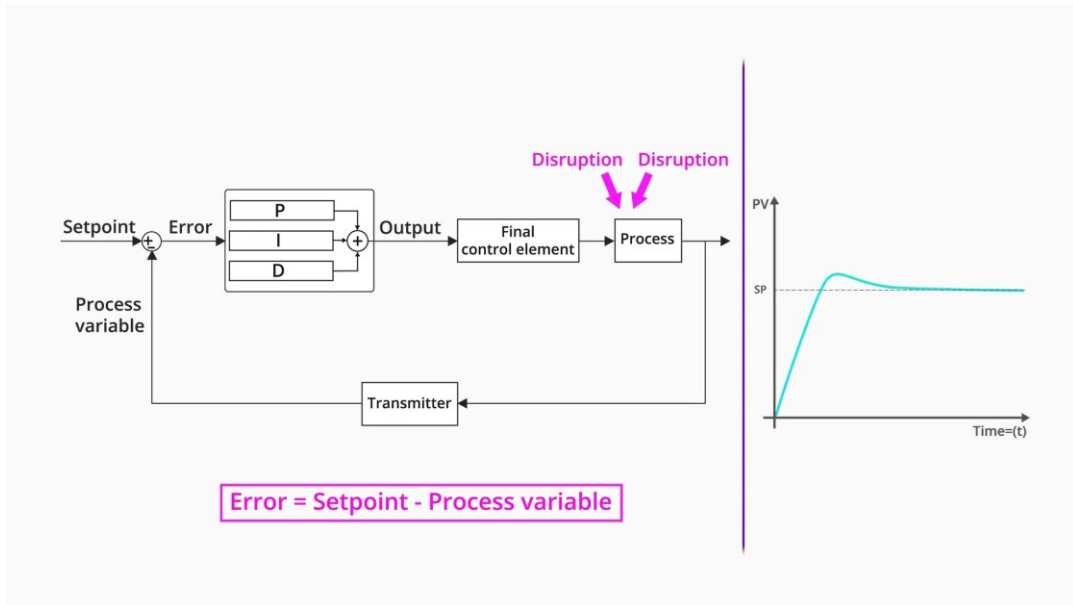 Disruption Disruption
Setpoint
+
-
Error
P
I
D
+
Output
Final
control element
Process
Process
variable
Transmitter
Error = Setpoint - Process variable
PV
SP
Time=(t)